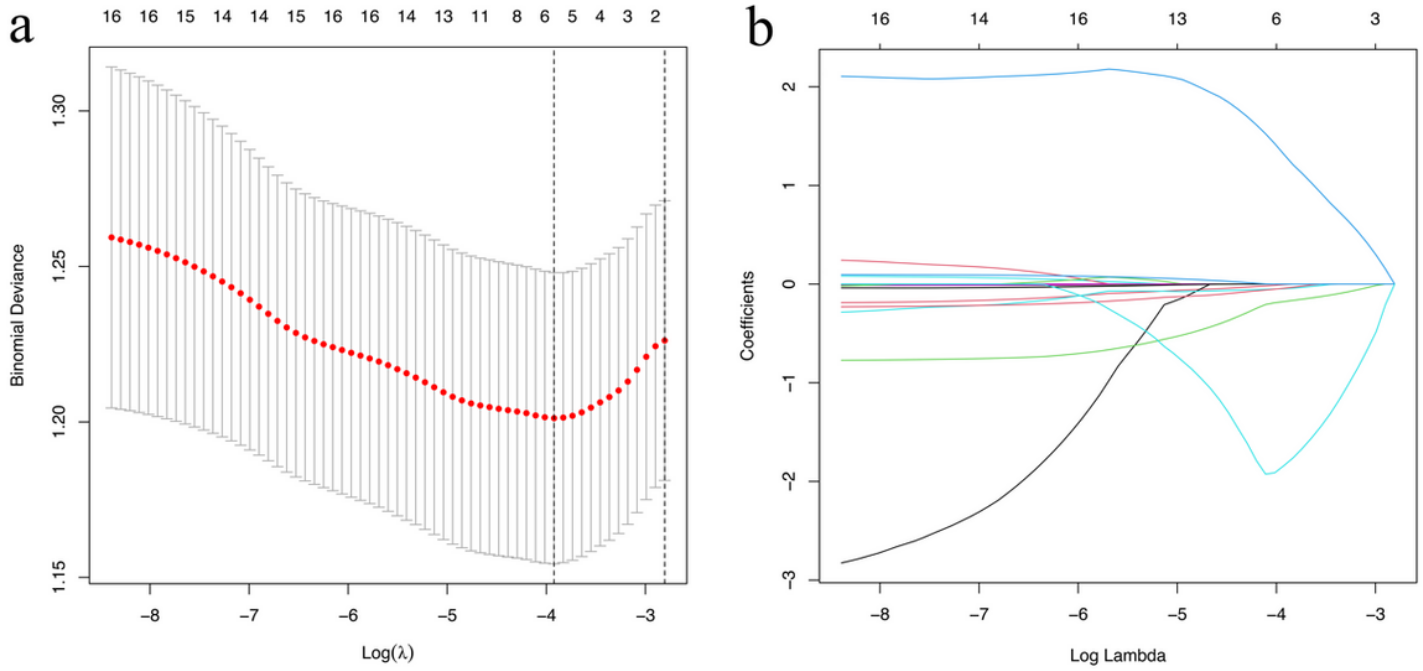 a
16 16 15 14 14 15 16 16 14 13 11 8 6 5 4 3 2
1.30
1.25
1.20
1.15
Binomial Deviance
−8 −7 −6 −5 −4 −3
Log(λ)
b
16 14 16 13 6 3
2
1
0
−1
−2
−3
Coefficients
−8 −7 −6 −5 −4 −3
Log Lambda